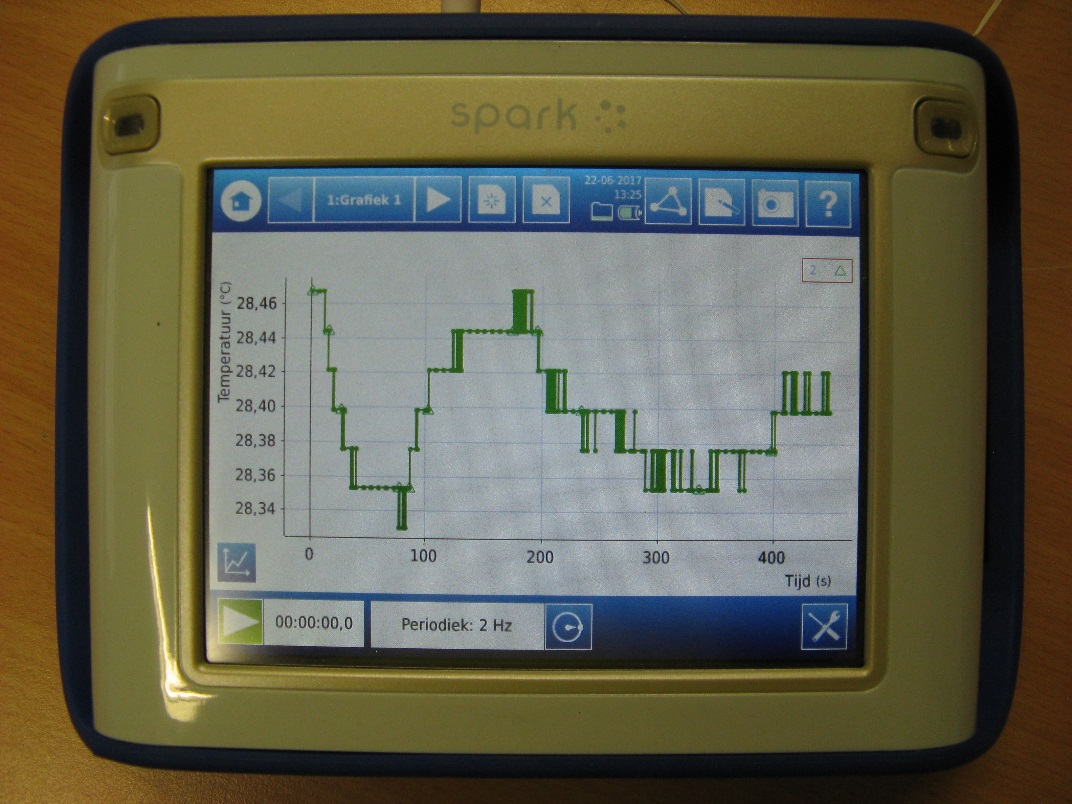 spark
1:Grafiek 1
22-06-2017
13:25
?
2
Temperatuur (°C)
28,46
28,44
28,42
28,40
28,38
28,36
28,34
0 100 200 300 400
Tijd (s)
00:00:00,0
Periodiek: 2 Hz